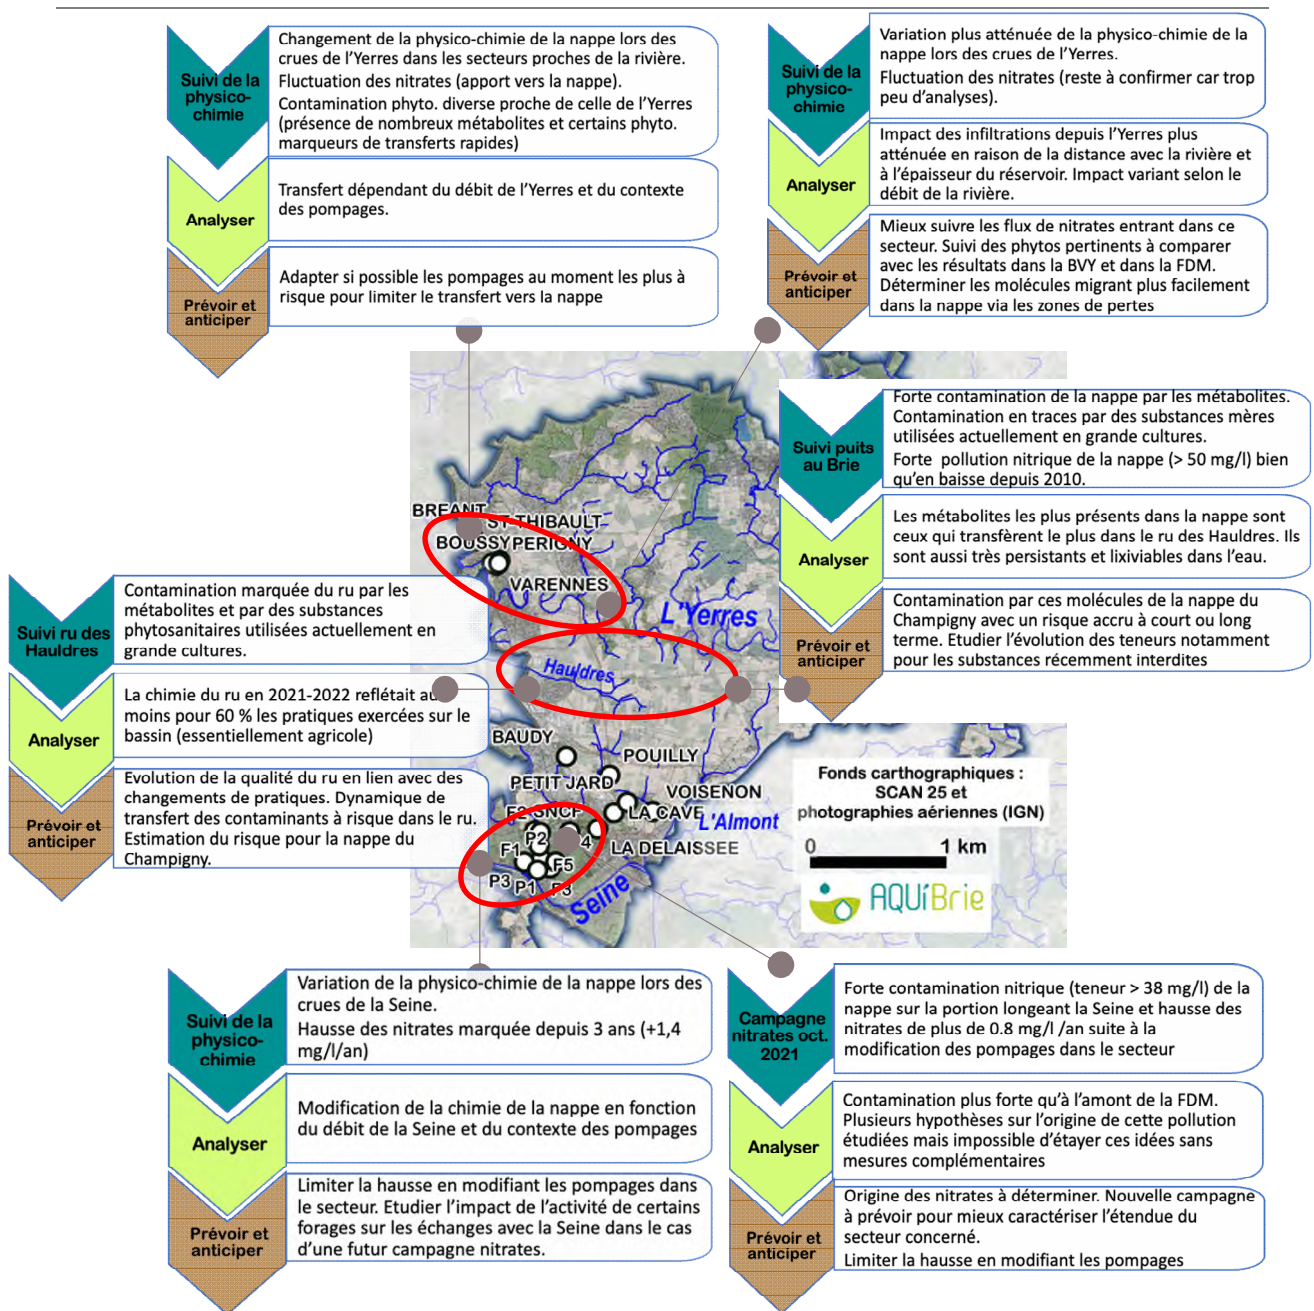 Suivi de la
physico-
chimie
Changement de la physico-chimie de la nappe lors des
crues de l'Yerres dans les secteurs proches de la rivière.
Fluctuation des nitrates (apport vers la nappe).
Contamination phyto. diverse proche de celle de l'Yerres
(présence de nombreux métabolites et certains phyto.
marqueurs de transferts rapides)
Analyser
Transfert dépendant du débit de l'Yerres et du contexte
des pompages.
Prévoir et
anticiper
Adapter si possible les pompages au moment les plus à
risque pour limiter le transfert vers la nappe
Suivi de la
physico-
chimie
Variation plus atténuée de la physico-chimie de la
nappe lors des crues de l'Yerres.
Fluctuation des nitrates (reste à confirmer car trop
peu d'analyses).
Analyser
Impact des infiltrations depuis l'Yerres plus
atténuée en raison de la distance avec la rivière et
à l'épaisseur du réservoir. Impact variant selon le
débit de la rivière.
Prévoir et
anticiper
Mieux suivre les flux de nitrates entrant dans ce
secteur. Suivi des phytos pertinents à comparer
avec les résultats dans la BVY et dans la FDM.
Déterminer les molécules migrant plus facilement
dans la nappe via les zones de pertes
Suivi puits
au Brie
Forte contamination de la nappe par les métabolites.
Contamination en traces par des substances mères
utilisées actuellement en grande cultures.
Forte pollution nitrique de la nappe (> 50 mg/l) bien
qu'en baisse depuis 2010.
Analyser
Les métabolites les plus présents dans la nappe sont
ceux qui transfèrent le plus dans le ru des Hauldres. Ils
sont aussi très persistants et lixiviables dans l'eau.
Prévoir et
anticiper
Contamination par ces molécules de la nappe du
Champigny avec un risque accru à court ou long
terme. Etudier l'évolution des teneurs notamment
pour les substances récemment interdites
BREANT
ST-THIBAULT
BOUSSY PERIGNY
VARENNES
L'Yerres
Hauldres
Suivi ru des
Hauldres
Contamination marquée du ru par les
métabolites et par des substances
phytosanitaires utilisées actuellement en
grande cultures.
Analyser
La chimie du ru en 2021-2022 reflétait au
moins pour 60 % les pratiques exercées sur le
bassin (essentiellement agricole)
Prévoir et
anticiper
Evolution de la qualité du ru en lien avec des
changements de pratiques. Dynamique de
transfert des contaminants à risque dans le ru.
Estimation du risque pour la nappe du
Champigny.
BAUDY
POUILLY
PETIT JARD
VOISENON
F2 SNCF
LA CAVE
L'Almont
P2
4
F1
LA DELAISSEE
F5
P3
P1
F3
Seine
Fonds carthographiques :
SCAN 25 et
photographies aériennes (IGN)
0 1 km
AQUiBrie
Suivi de la
physico-
chimie
Variation de la physico-chimie de la nappe lors des
crues de la Seine.
Hausse des nitrates marquée depuis 3 ans (+1,4
mg/l/an)
Analyser
Modification de la chimie de la nappe en fonction
du débit de la Seine et du contexte des pompages
Prévoir et
anticiper
Limiter la hausse en modifiant les pompages dans
le secteur. Etudier l'impact de l'activité de certains
forages sur les échanges avec la Seine dans le cas
d'une futur campagne nitrates.
Campagne
nitrates oct.
2021
Forte contamination nitrique (teneur > 38 mg/l) de la
nappe sur la portion longeant la Seine et hausse des
nitrates de plus de 0.8 mg/l /an suite à la
modification des pompages dans le secteur
Analyser
Contamination plus forte qu'à l'amont de la FDM.
Plusieurs hypothèses sur l'origine de cette pollution
étudiées mais impossible d'étayer ces idées sans
mesures complémentaires
Prévoir et
anticiper
Origine des nitrates à déterminer. Nouvelle campagne
à prévoir pour mieux caractériser l'étendue du
secteur concerné.
Limiter la hausse en modifiant les pompages